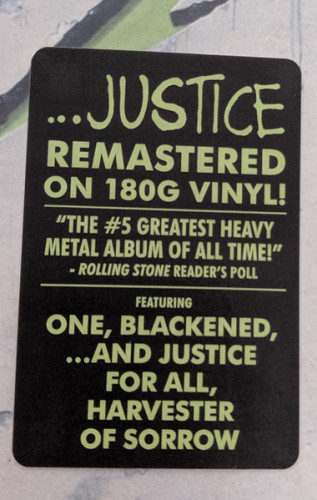 ...JUSTICE
REMASTERED
ON 180G VINYL!
"THE #5 GREATEST HEAVY
METAL ALBUM OF ALL TIME!"
- ROLLING STONE READER'S POLL
FEATURING
ONE, BLACKENED,
...AND JUSTICE
FOR ALL,
HARVESTER
OF SORROW